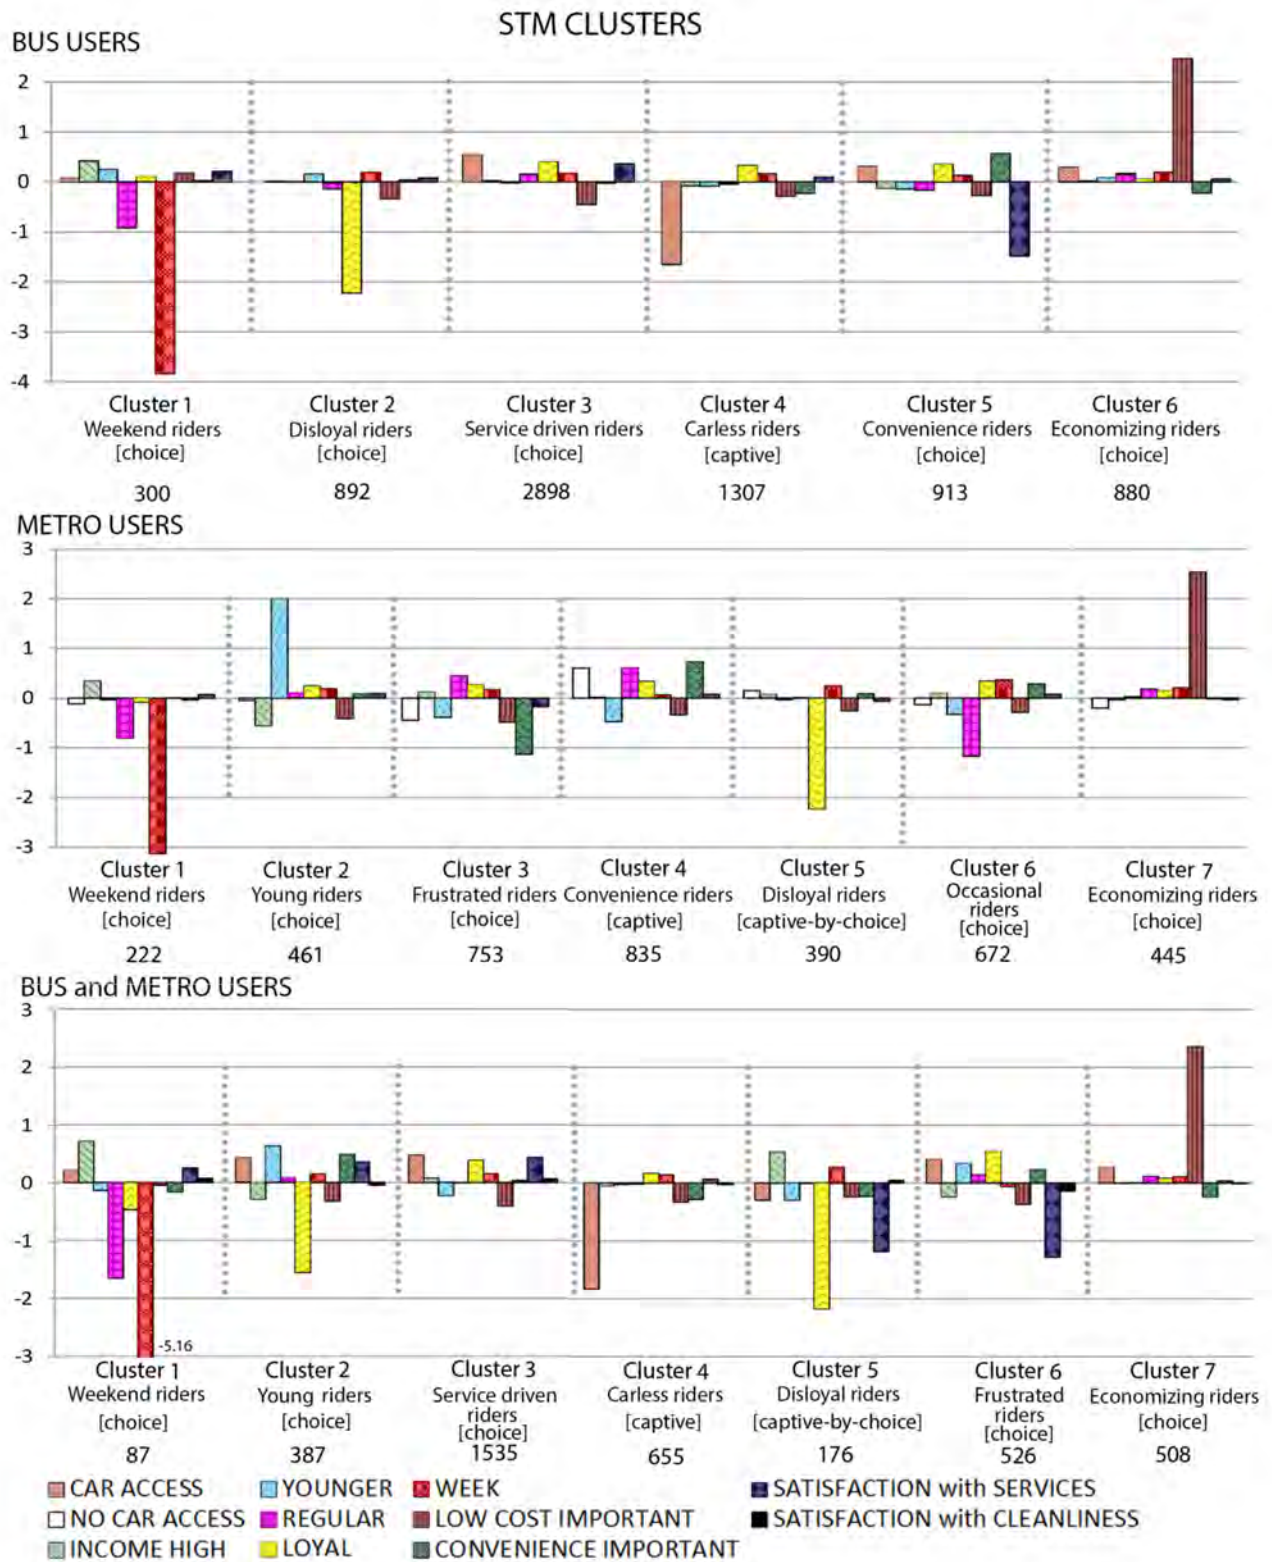 STM CLUSTERS
BUS USERS
2
1
0
-1
-2
-3
-4
Cluster 1 Cluster 2 Cluster 3 Cluster 4 Cluster 5 Cluster 6
Weekend riders Disloyal riders Service driven riders Carless riders Convenience riders Economizing riders
[choice] [choice] [choice] [captive] [choice] [choice]
300 892 2898 1307 913 880
METRO USERS
3
2
1
0
-1
-2
-3
Cluster 1 Cluster 2 Cluster 3 Cluster 4 Cluster 5 Cluster 6 Cluster 7
Weekend riders Young riders Frustrated riders Convenience riders Disloyal riders Occasional riders Economizing riders
[choice] [choice] [choice] [captive] [captive-by-choice] [choice] [choice]
222 461 753 835 390 672 445
BUS and METRO USERS
3
2
1
0
-1
-2
-3
-5.16
Cluster 1 Cluster 2 Cluster 3 Cluster 4 Cluster 5 Cluster 6 Cluster 7
Weekend riders Young riders Service driven riders Carless riders Disloyal riders Frustrated riders Economizing riders
[choice] [choice] [choice] [captive] [captive-by-choice] [choice] [choice]
87 387 1535 655 176 526 508
CAR ACCESS YOUNGER WEEK SATISFACTION with SERVICES
NO CAR ACCESS REGULAR LOW COST IMPORTANT SATISFACTION with CLEANLINESS
INCOME HIGH LOYAL CONVENIENCE IMPORTANT